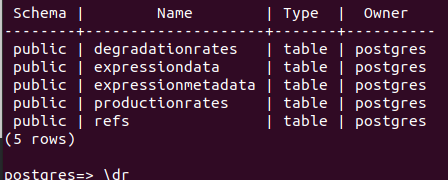 Schema | Name | Type | Owner
--------+--------------------+-------+----------
public | degradationrates | table | postgres
public | expressiondata | table | postgres
public | expressionmetadata | table | postgres
public | productionrates | table | postgres
public | refs | table | postgres
(5 rows)
postgres=> \dr